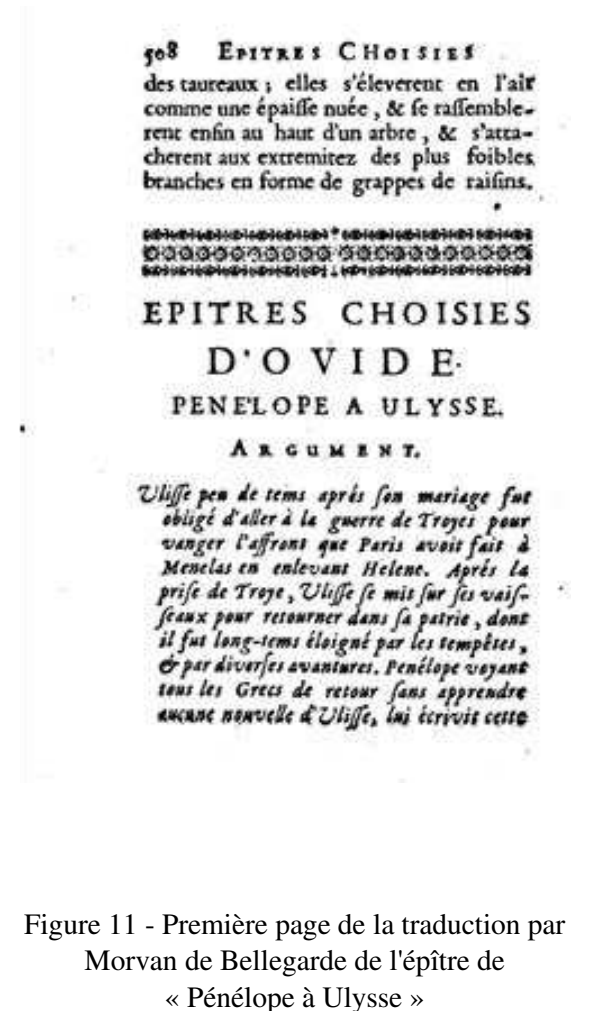 508 EPITRES CHOISIES
des taureaux ; elles s'éleverent en l'air
comme une épaisse nuée, & se rassemble-
rent enfin au haut d'un arbre, & s'atta-
cherent aux extremitez des plus foibles
branches en forme de grappes de raisins.
EPITRES CHOISIES
D'OVIDE.
PENE'LOPE A ULYSSE.
ARGUMENT.
Ulisse peu de tems aprés son mariage fut
obligé d'aller à la guerre de Troyes pour
vanger l'affront que Paris avoit fait à
Menelas en enlevant Helene. Aprés la
prise de Troye, Ulisse se mit sur ses vais-
seaux pour retourner dans sa patrie, dont
il fut long-tems éloigné par les tempêtes,
& par diverses avantures. Penélope voyant
tous les Grecs de retour sans apprendre
aucune nouvelle d'Ulisse, lui écrivit cette
Figure 11 - Première page de la traduction par
Morvan de Bellegarde de l'épître de
« Pénélope à Ulysse »